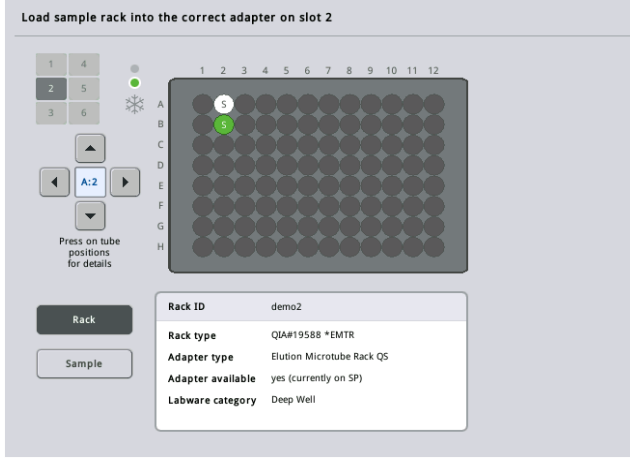 Load sample rack into the correct adapter on slot 2
1 4
2 5
3 6
1 2 3 4 5 6 7 8 9 10 11 12
A S
B S
C
D
E
F
G
H
A:2
Press on tube
positions
for details
Rack
Sample
Rack ID demo2
Rack type QIA#19588 *EMTR
Adapter type Elution Microtube Rack QS
Adapter available yes (currently on SP)
Labware category Deep Well